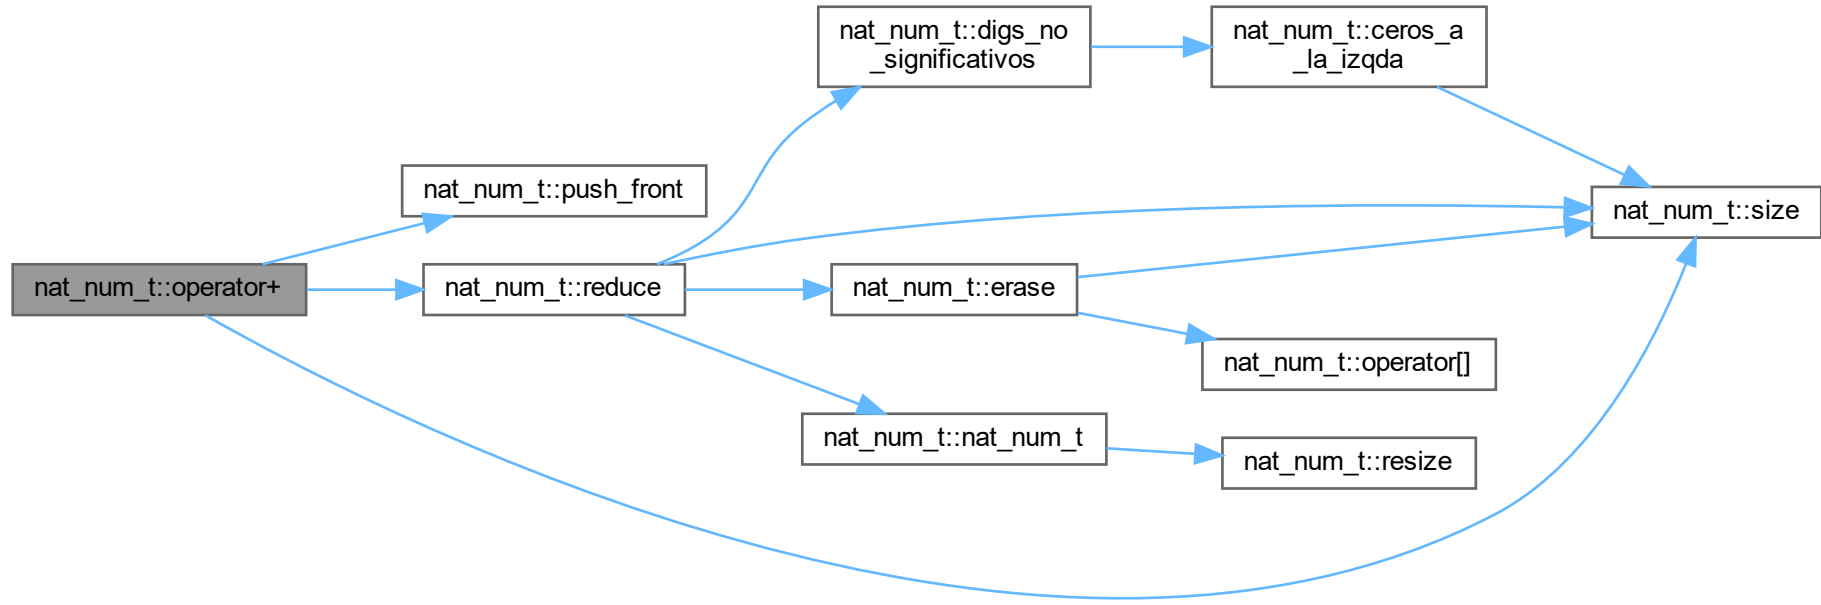 nat_num_t::operator+
nat_num_t::push_front
nat_num_t::reduce
nat_num_t::digs_no
_significativos
nat_num_t::ceros_a
_la_izqda
nat_num_t::size
nat_num_t::erase
nat_num_t::operator[]
nat_num_t::nat_num_t
nat_num_t::resize